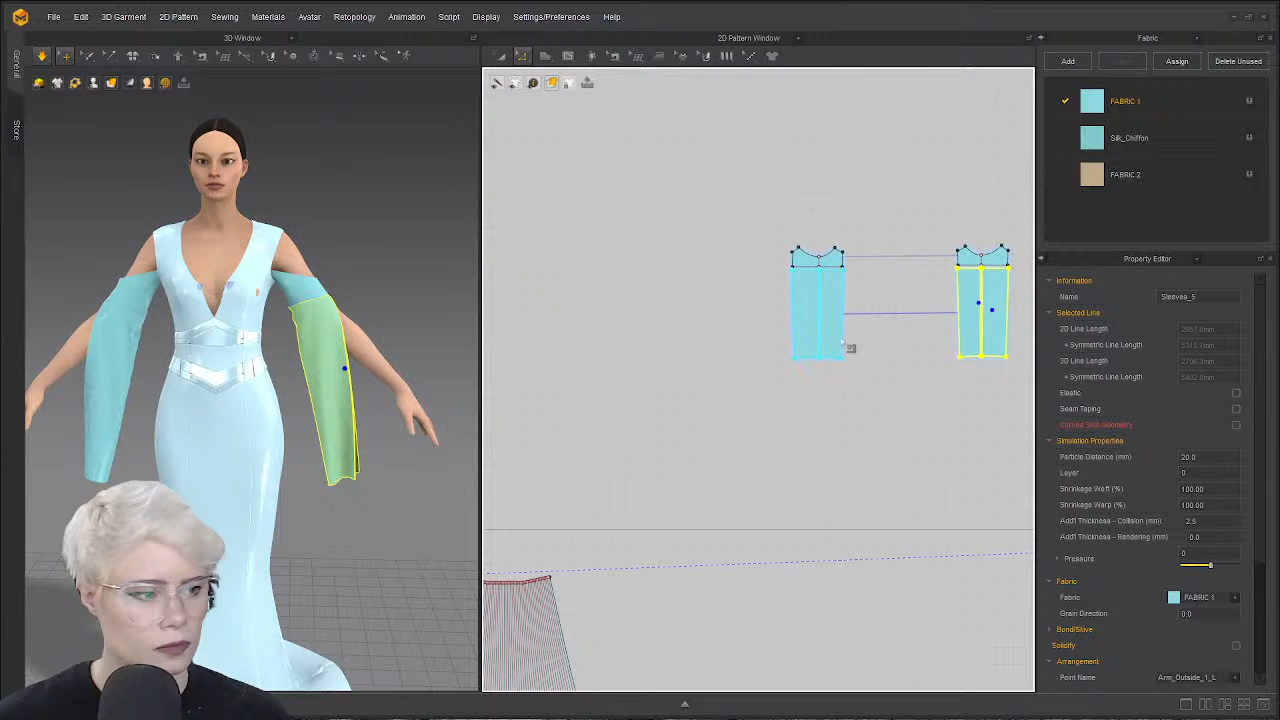 File Edit 3D Garment 2D Pattern Sewing Materials Avatar Retopology Animation Script Display Settings/Preferences Help
3D Window
2D Pattern Window
Fabric
General
Store
Add
Assign
Delete Unused
FABRIC 1
Silk_Chiffon
FABRIC 2
Property Editor
Information
Name Sleeves_5
Selected Line
2D Line Length
+ Symmetric Line Length
3D Line Length
+ Symmetric Line Length
Elastic
Seam Taping
Curved Side Geometry
Simulation Properties
Particle Distance (mm) 20.0
Layer 0
Shrinkage Weft (%) 100.00
Shrinkage Warp (%) 100.00
Add'l Thickness - Collision (mm) 2.5
Add'l Thickness - Rendering (mm) 0.0
Pressure 0
Fabric
Fabric FABRIC 1
Grain Direction 0.0
Bond/Skive
Solidify
Arrangement
Point Name Arm_Outside_1_L